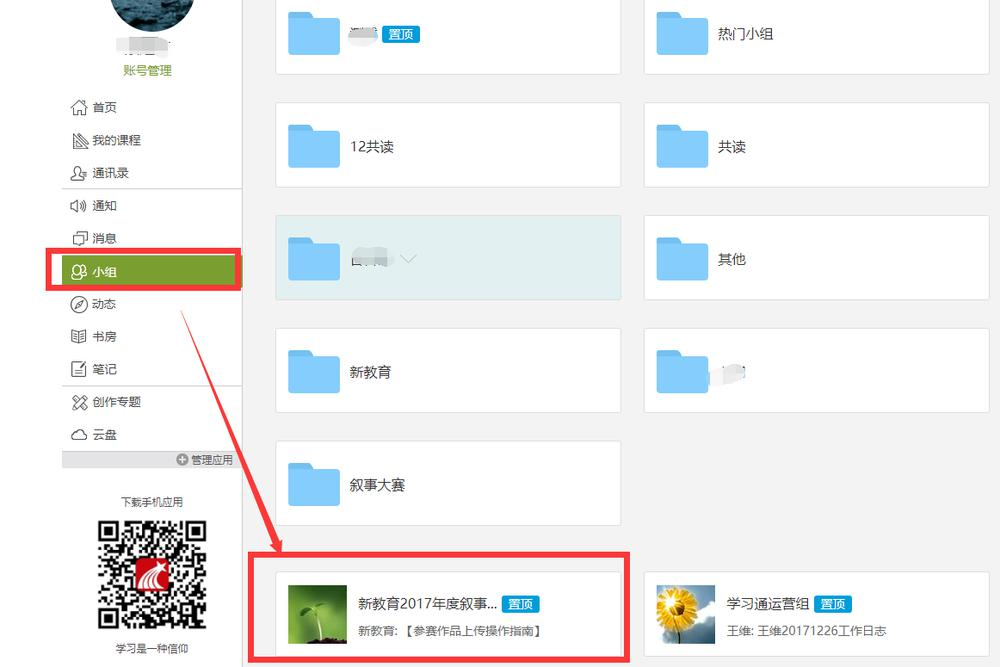 账号管理
首页
我的课程
通讯录
通知
消息
小组
动态
书房
笔记
创作专题
云盘
管理应用
下载手机应用
学习是一种信仰
置顶
热门小组
12共读
共读
其他
新教育
叙事大赛
新教育2017年度叙事... 置顶
新教育: 【参赛作品上传操作指南】
学习通运营组 置顶
王维: 王维20171226工作日志